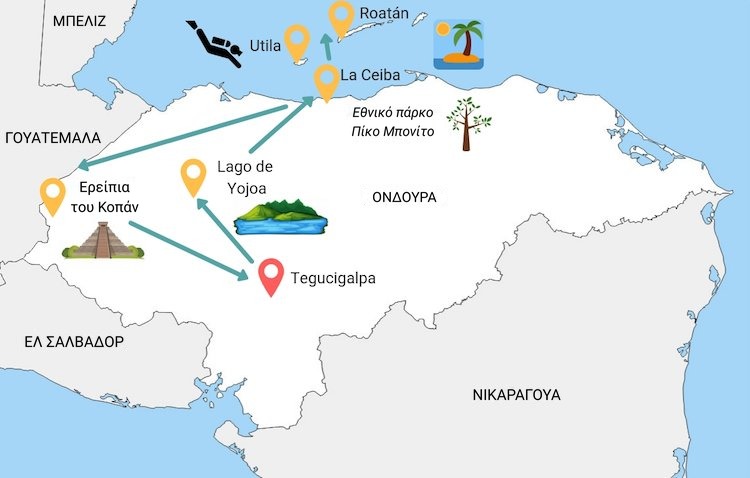 ΜΠΕΛΙΖ
Roatán
Utila
La Ceiba
Εθνικό πάρκο
Πίκο Μπονίτο
ΓΟΥΑΤΕΜΑΛΑ
Lago de
Yojoa
Ερείπια
του Κοπάν
ΟΝΔΟΥΡΑ
Tegucigalpa
ΕΛ ΣΑΛΒΑΔΟΡ
ΝΙΚΑΡΑΓΟΥΑ